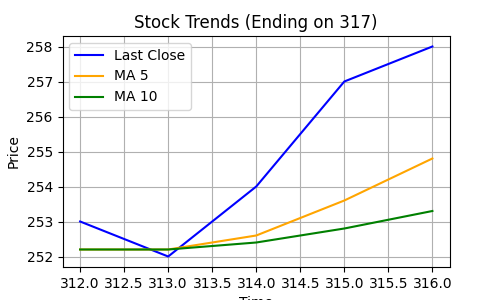 Stock Trends (Ending on 317)
Last Close
MA 5
MA 10
Price
258
257
256
255
254
253
252
312.0 312.5 313.0 313.5 314.0 314.5 315.0 315.5 316.0
Time